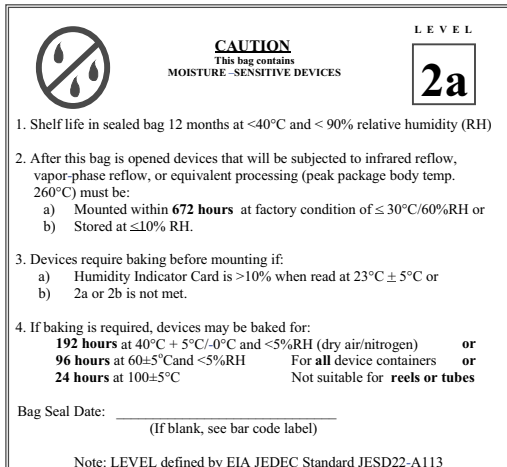 LEVEL
CAUTION
This bag contains
MOISTURE –SENSITIVE DEVICES
2a
1. Shelf life in sealed bag 12 months at <40°C and < 90% relative humidity (RH)
2. After this bag is opened devices that will be subjected to infrared reflow,
vapor-phase reflow, or equivalent processing (peak package body temp.
260°C) must be:
a) Mounted within 672 hours at factory condition of ≤ 30°C/60%RH or
b) Stored at ≤10% RH.
3. Devices require baking before mounting if:
a) Humidity Indicator Card is >10% when read at 23°C ± 5°C or
b) 2a or 2b is not met.
4. If baking is required, devices may be baked for:
192 hours at 40°C + 5°C/-0°C and <5%RH (dry air/nitrogen) or
96 hours at 60±5°Cand <5%RH For all device containers or
24 hours at 100±5°C Not suitable for reels or tubes
Bag Seal Date: ______________________________
(If blank, see bar code label)
Note: LEVEL defined by EIA JEDEC Standard JESD22-A113